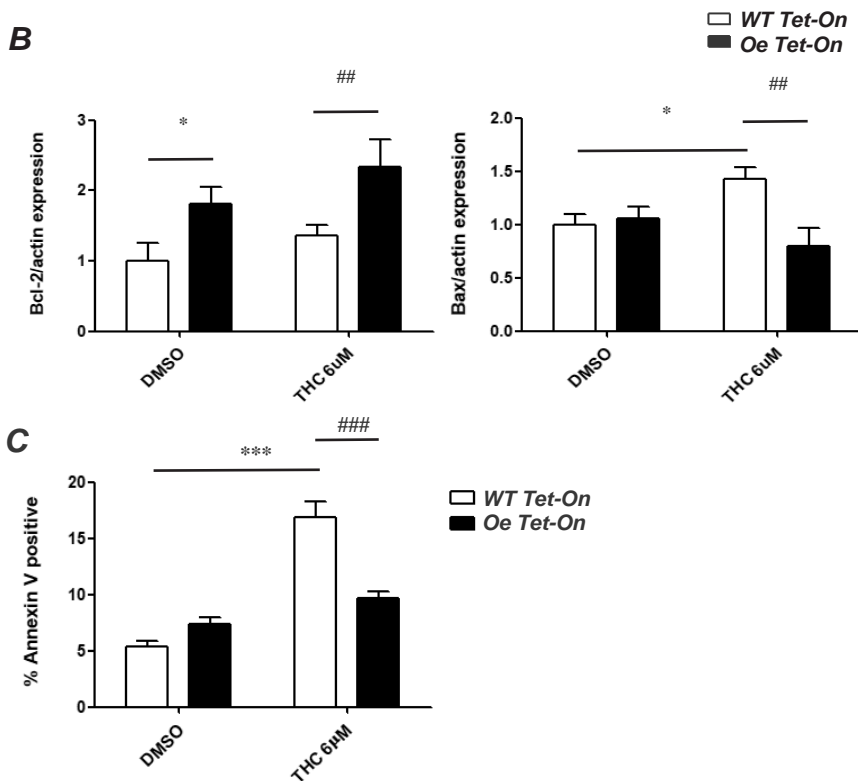 B
WT Tet-On
Oe Tet-On
Bcl-2/actin expression
3
2
1
0
*
##
DMSO
THC 6uM
Bax/actin expression
2.0
1.5
1.0
0.5
0.0
*
##
DMSO
THC 6uM
C
% Annexin V positive
20
15
10
5
0
***
###
DMSO
THC 6µM
WT Tet-On
Oe Tet-On